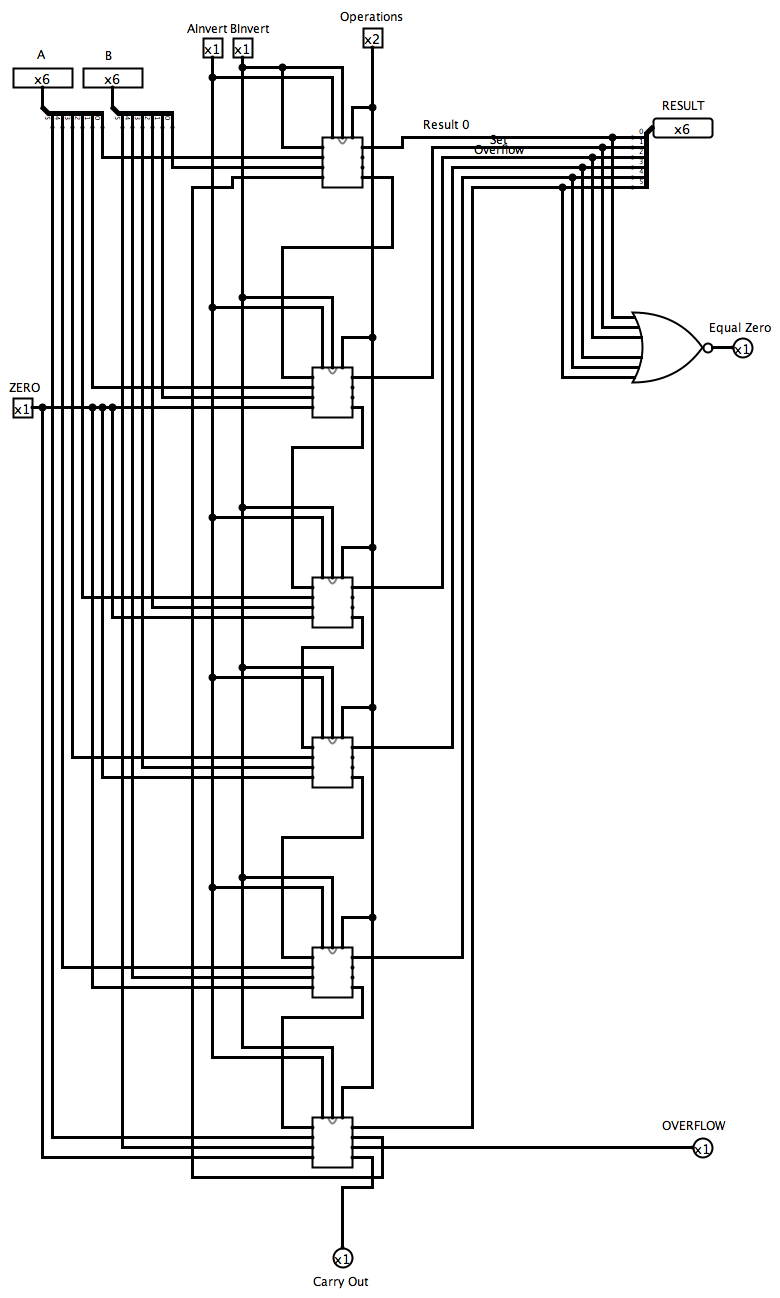 Operations
AInvert BInvert
x1 x1 x2
A B
x6 x6
RESULT
x6
Result 0
Set
Overflow
0
1
2
3
4
5
Equal Zero
x1
ZERO
x1
OVERFLOW
x1
x1
Carry Out